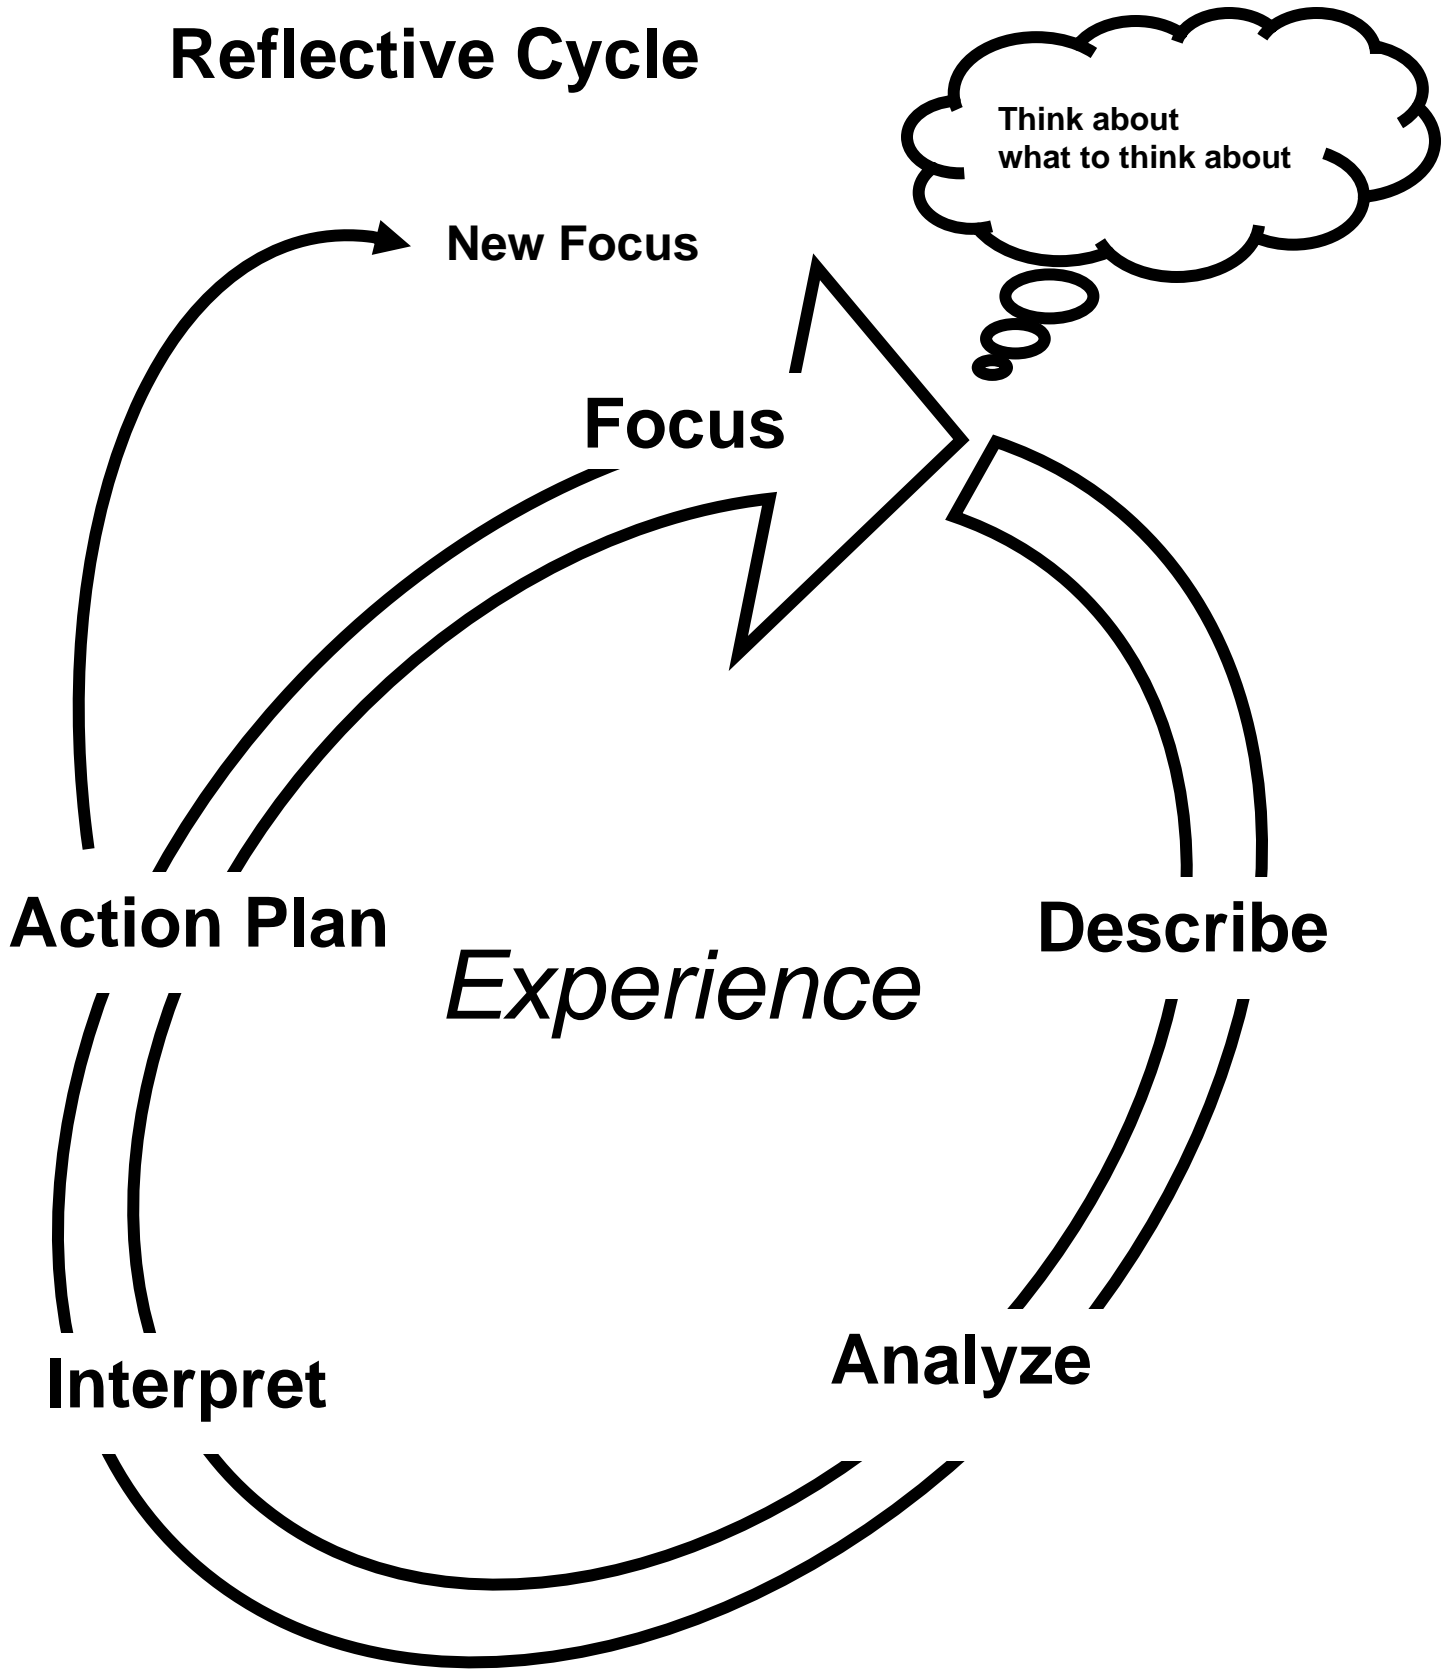 Reflective Cycle
Think about
what to think about
New Focus
Focus
Action Plan
Describe
Experience
Analyze
Interpret